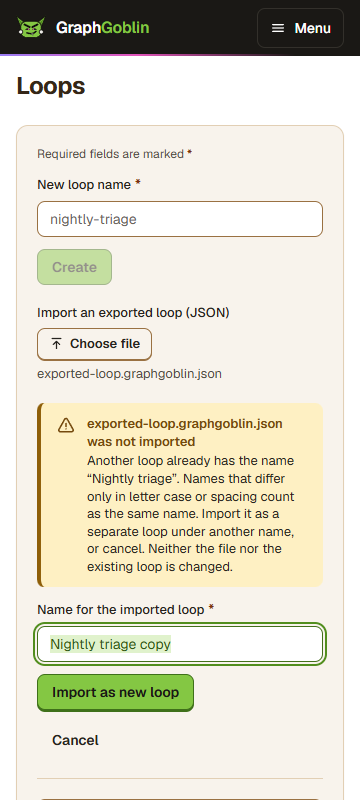 GraphGoblin
Menu
Loops
Required fields are marked *
New loop name *
nightly-triage
Create
Import an exported loop (JSON)
Choose file
exported-loop.graphgoblin.json
exported-loop.graphgoblin.json
was not imported
Another loop already has the name
“Nightly triage”. Names that differ
only in letter case or spacing count
as the same name. Import it as a
separate loop under another name,
or cancel. Neither the file nor the
existing loop is changed.
Name for the imported loop *
Nightly triage copy
Import as new loop
Cancel